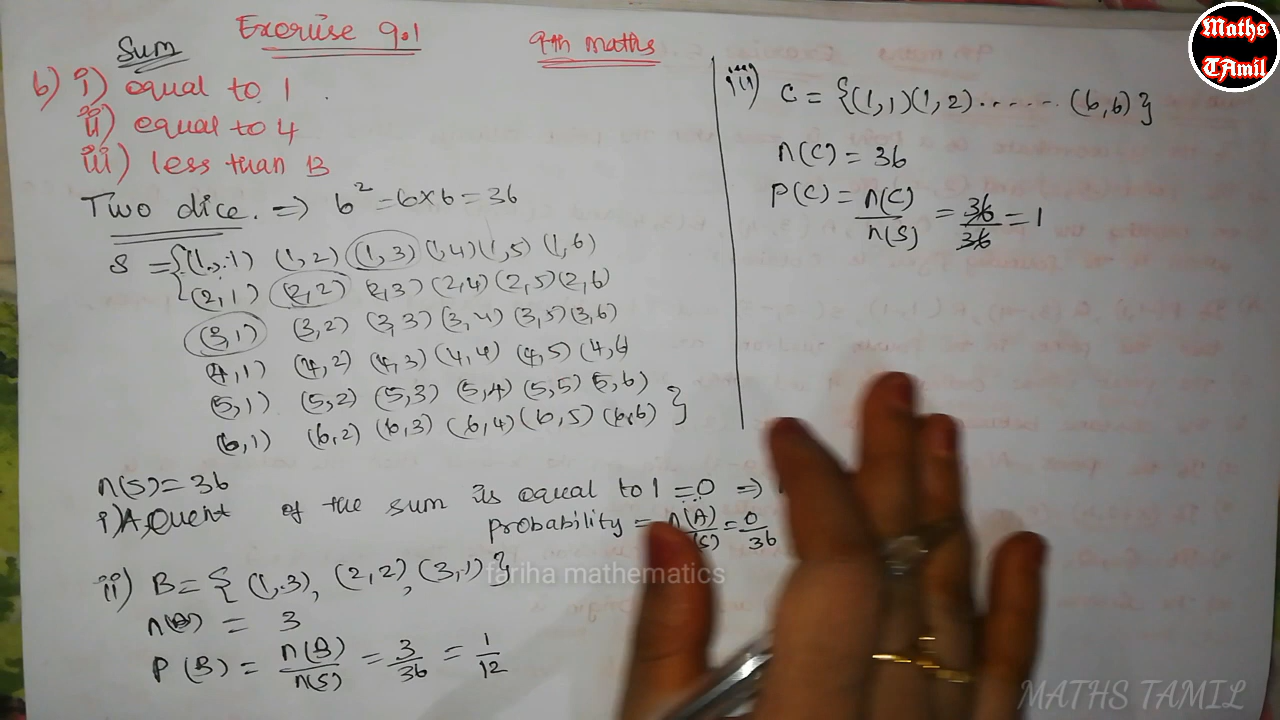 Exercise 9.1
9th maths
Sum
6) i) equal to 1
ii) equal to 4
iii) less than 13
Two dice. => 6² = 6×6 = 36
S = {(1,1) (1,2) (1,3) (1,4) (1,5) (1,6)
(2,1) (2,2) (2,3) (2,4) (2,5) (2,6)
(3,1) (3,2) (3,3) (3,4) (3,5) (3,6)
(4,1) (4,2) (4,3) (4,4) (4,5) (4,6)
(5,1) (5,2) (5,3) (5,4) (5,5) (5,6)
(6,1) (6,2) (6,3) (6,4) (6,5) (6,6) }
n(S) = 36
i) A, of the sum is equal to 1 = 0 =>
probability = n(A)/(S) = 0/36
ii) B = { (1,3), (2,2), (3,1) }
n(B) = 3
P(B) = n(B)/n(S) = 3/36 = 1/12
iii) C = {(1,1)(1,2)...... (6,6) }
n(C) = 36
P(C) = n(C)/n(S) = 36/36 = 1
Maths
TAmil
fariha mathematics
MATHS TAMIL